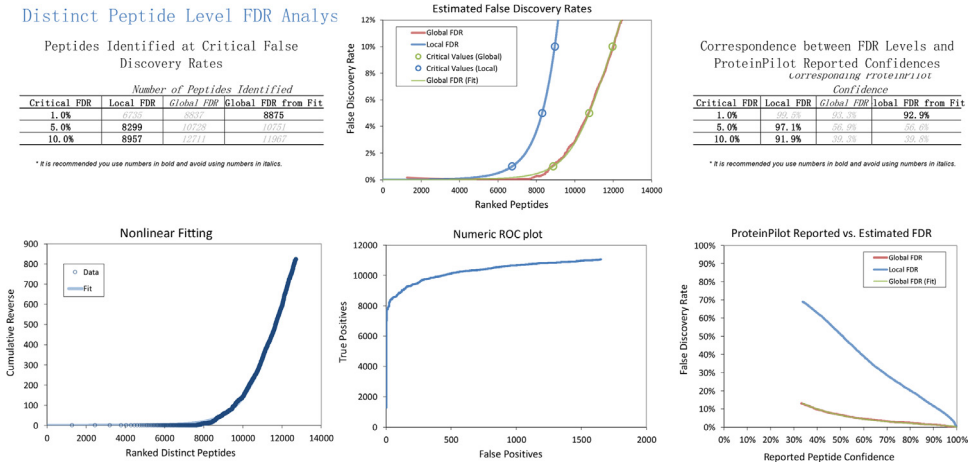 Distinct Peptide Level FDR Analys
Peptides Identified at Critical False
Discovery Rates
Number of Peptides Identified
Critical FDR Local FDR Global FDR Global FDR from Fit
1.0% 6735 8837 8875
5.0% 8299 10728 10751
10.0% 8957 12711 11967
* It is recommended you use numbers in bold and avoid using numbers in italics.
Estimated False Discovery Rates
Global FDR
Local FDR
Critical Values (Global)
Critical Values (Local)
Global FDR (Fit)
False Discovery Rate
12%
10%
8%
6%
4%
2%
0%
0 2000 4000 6000 8000 10000 12000 14000
Ranked Peptides
Correspondence between FDR Levels and
ProteinPilot Reported Confidences
Corresponding ProteinPilot
Confidence
Critical FDR Local FDR Global FDR lobal FDR from Fit
1.0% 99.5% 93.3% 92.9%
5.0% 97.1% 56.9% 56.6%
10.0% 91.9% 39.3% 39.8%
* It is recommended you use numbers in bold and avoid using numbers in italics.
Nonlinear Fitting
Data
Fit
Cumulative Reverse
900
800
700
600
500
400
300
200
100
0
0 2000 4000 6000 8000 10000 12000 14000
Ranked Distinct Peptides
Numeric ROC plot
True Positives
12000
10000
8000
6000
4000
2000
0
0 500 1000 1500 2000
False Positives
ProteinPilot Reported vs. Estimated FDR
Global FDR
Local FDR
Global FDR (Fit)
False Discovery Rate
100%
90%
80%
70%
60%
50%
40%
30%
20%
10%
0%
0% 10% 20% 30% 40% 50% 60% 70% 80% 90% 100%
Reported Peptide Confidence